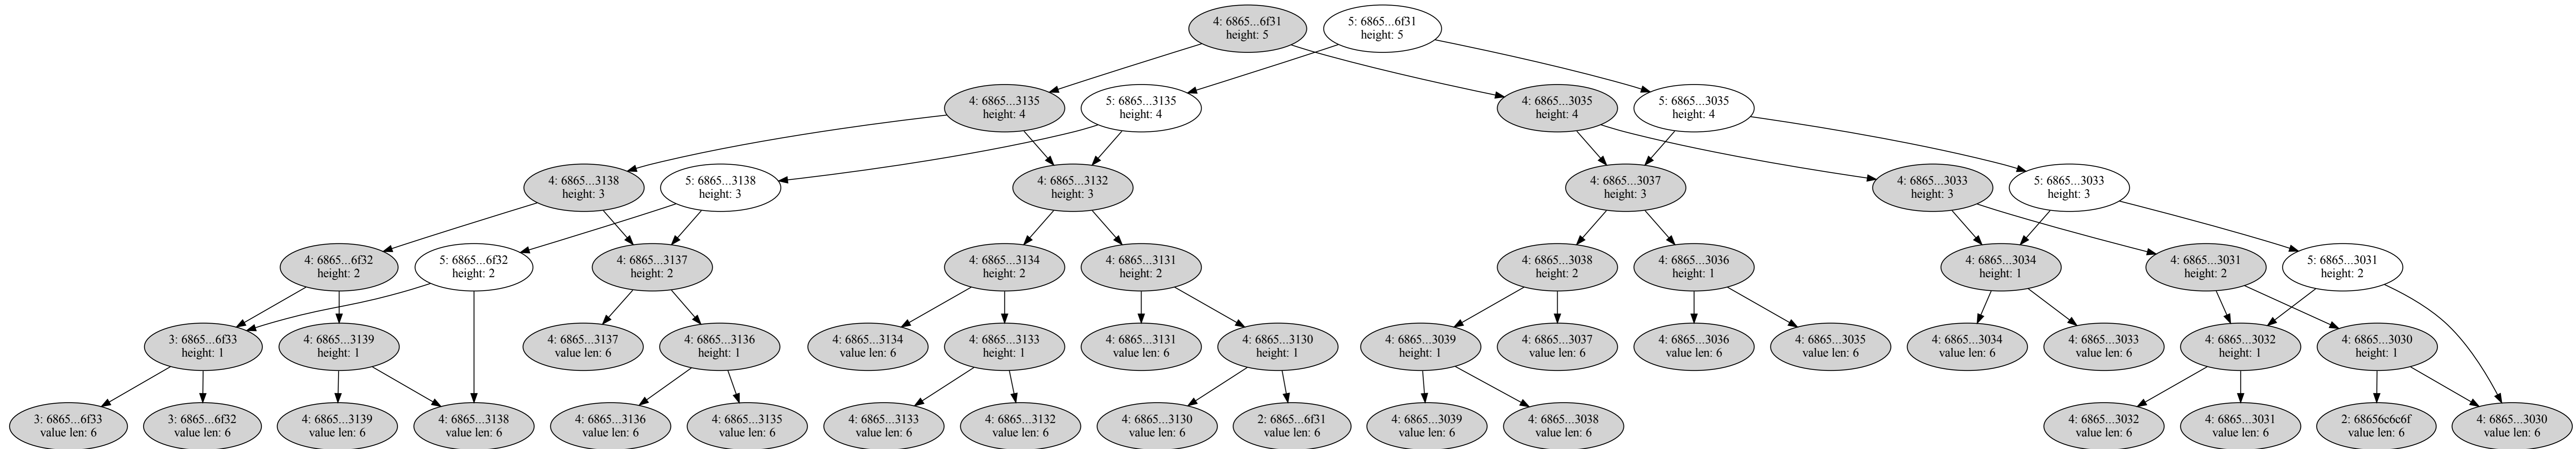 4: 6865...6f31
height: 5
5: 6865...6f31
height: 5
4: 6865...3135
height: 4
5: 6865...3135
height: 4
4: 6865...3035
height: 4
5: 6865...3035
height: 4
4: 6865...3138
height: 3
5: 6865...3138
height: 3
4: 6865...3132
height: 3
4: 6865...3037
height: 3
4: 6865...3033
height: 3
5: 6865...3033
height: 3
4: 6865...6f32
height: 2
5: 6865...6f32
height: 2
4: 6865...3137
height: 2
4: 6865...3134
height: 2
4: 6865...3131
height: 2
4: 6865...3038
height: 2
4: 6865...3036
height: 1
4: 6865...3034
height: 1
4: 6865...3031
height: 2
5: 6865...3031
height: 2
3: 6865...6f33
height: 1
4: 6865...3139
height: 1
4: 6865...3137
value len: 6
4: 6865...3136
height: 1
4: 6865...3134
value len: 6
4: 6865...3133
height: 1
4: 6865...3131
value len: 6
4: 6865...3130
height: 1
4: 6865...3039
height: 1
4: 6865...3037
value len: 6
4: 6865...3036
value len: 6
4: 6865...3035
value len: 6
4: 6865...3034
value len: 6
4: 6865...3033
value len: 6
4: 6865...3032
height: 1
4: 6865...3030
height: 1
3: 6865...6f33
value len: 6
3: 6865...6f32
value len: 6
4: 6865...3139
value len: 6
4: 6865...3138
value len: 6
4: 6865...3136
value len: 6
4: 6865...3135
value len: 6
4: 6865...3133
value len: 6
4: 6865...3132
value len: 6
4: 6865...3130
value len: 6
2: 6865...6f31
value len: 6
4: 6865...3039
value len: 6
4: 6865...3038
value len: 6
4: 6865...3032
value len: 6
4: 6865...3031
value len: 6
2: 68656c6c6f
value len: 6
4: 6865...3030
value len: 6